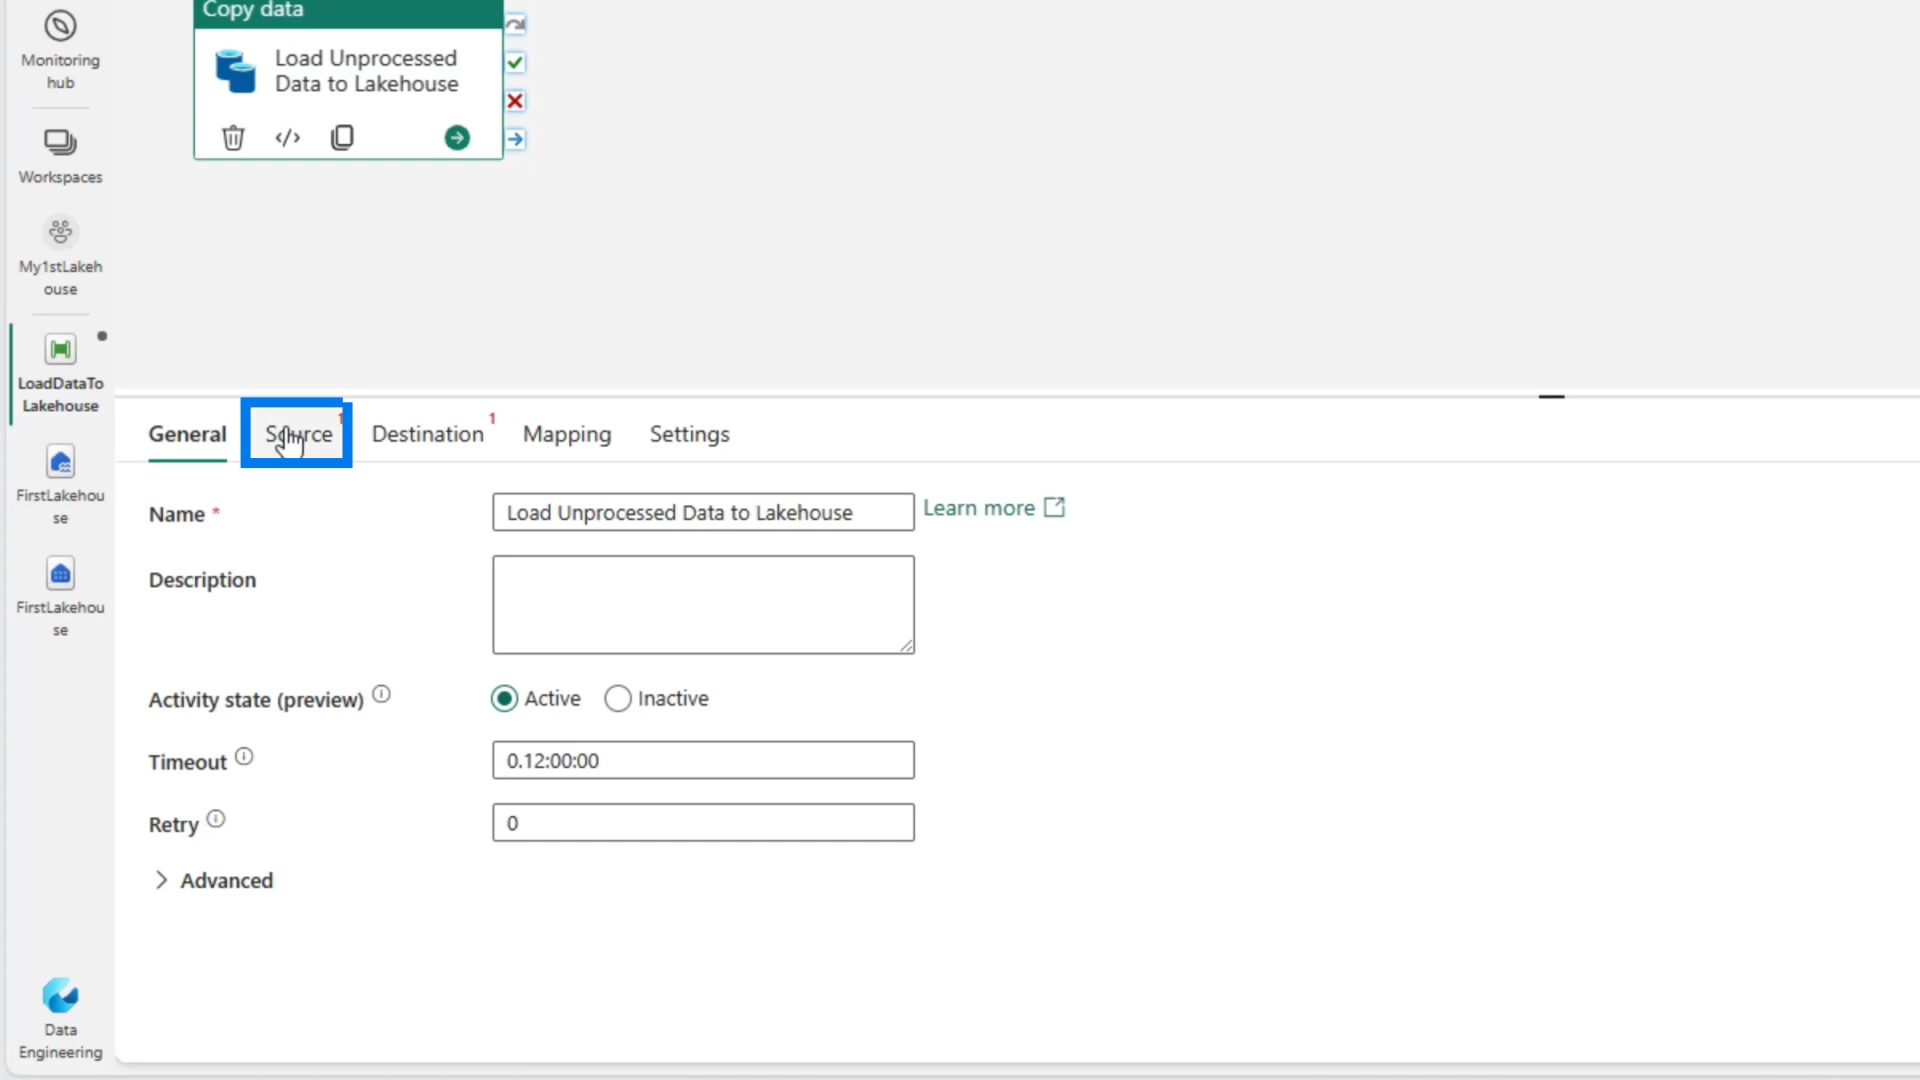 Copy data
Load Unprocessed
Data to Lakehouse
Monitoring
hub
Workspaces
My1stLakeh
ouse
LoadDataTo
Lakehouse
FirstLakehou
se
FirstLakehou
se
Data
Engineering
General
Source 1
Destination 1
Mapping
Settings
Name *
Load Unprocessed Data to Lakehouse
Learn more
Description
Activity state (preview)
Active
Inactive
Timeout
0.12:00:00
Retry
0
Advanced